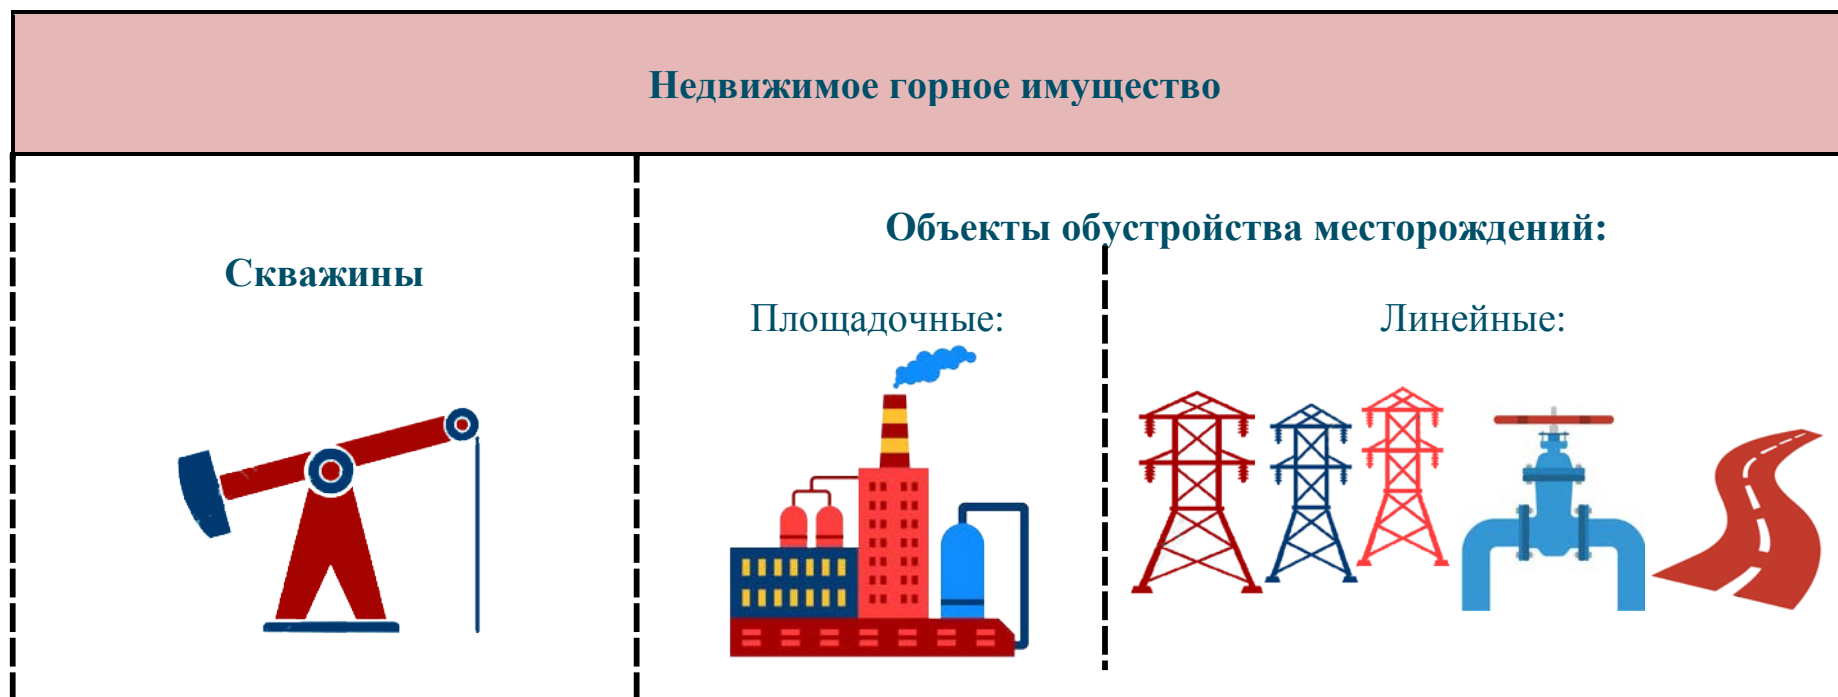 Недвижимое горное имущество
Скважины
Объекты обустройства месторождений:
Площадочные:
Линейные: